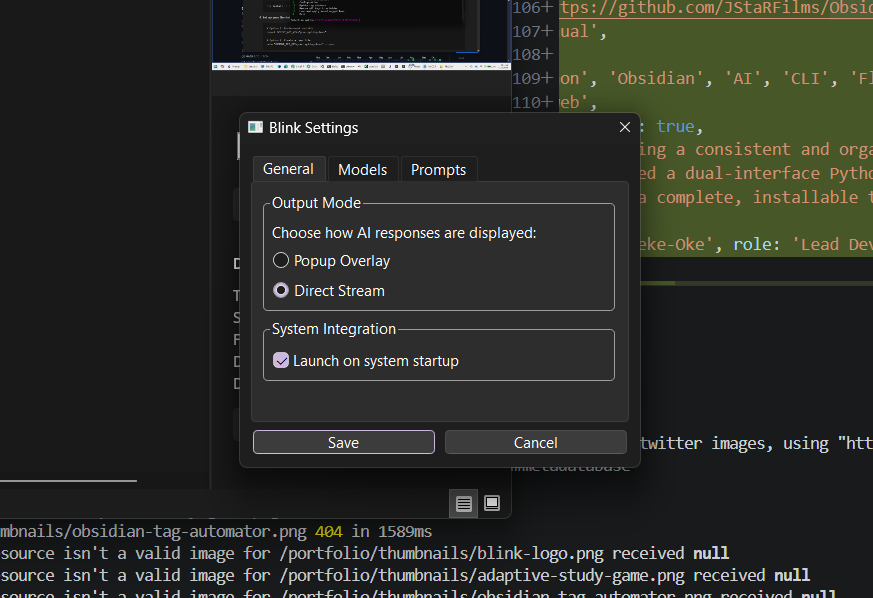 106+ tps://github.com/JStaRFilms/Obsid
107+ ual',
108+
109+ on', 'Obsidian', 'AI', 'CLI', 'Fl
110+ eb',
Blink Settings
: true,
General Models Prompts
ing a consistent and orga
ed a dual-interface Pytho
a complete, installable t
Output Mode
Choose how AI responses are displayed:
eke-Oke', role: 'Lead Dev
Popup Overlay
Direct Stream
System Integration
Launch on system startup
Save Cancel
twitter images, using "htt
#metadatabase
mbnails/obsidian-tag-automator.png 404 in 1589ms
source isn't a valid image for /portfolio/thumbnails/blink-logo.png received null
source isn't a valid image for /portfolio/thumbnails/adaptive-study-game.png received null
source isn't a valid image for /portfolio/thumbnails/obsidian-tag-automator.png received null